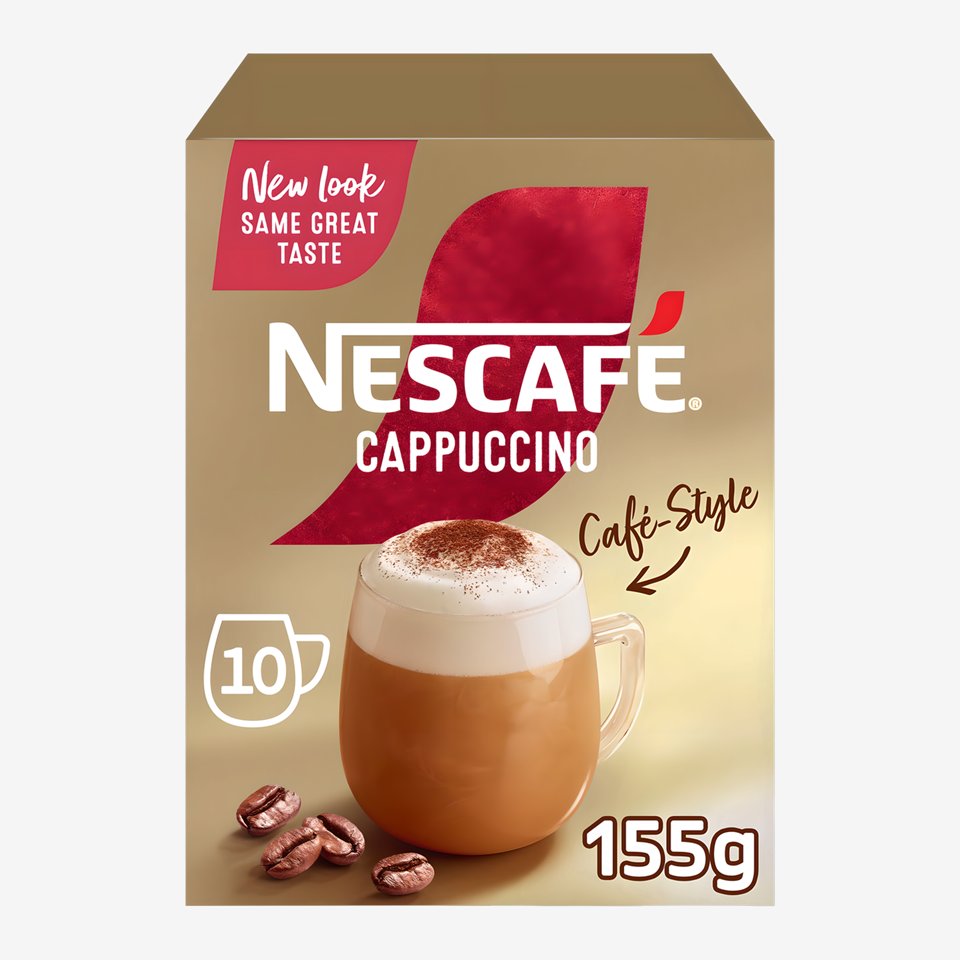 New look
SAME GREAT
TASTE
NESCAFÉ®
CAPPUCCINO
Café-Style
10
155g